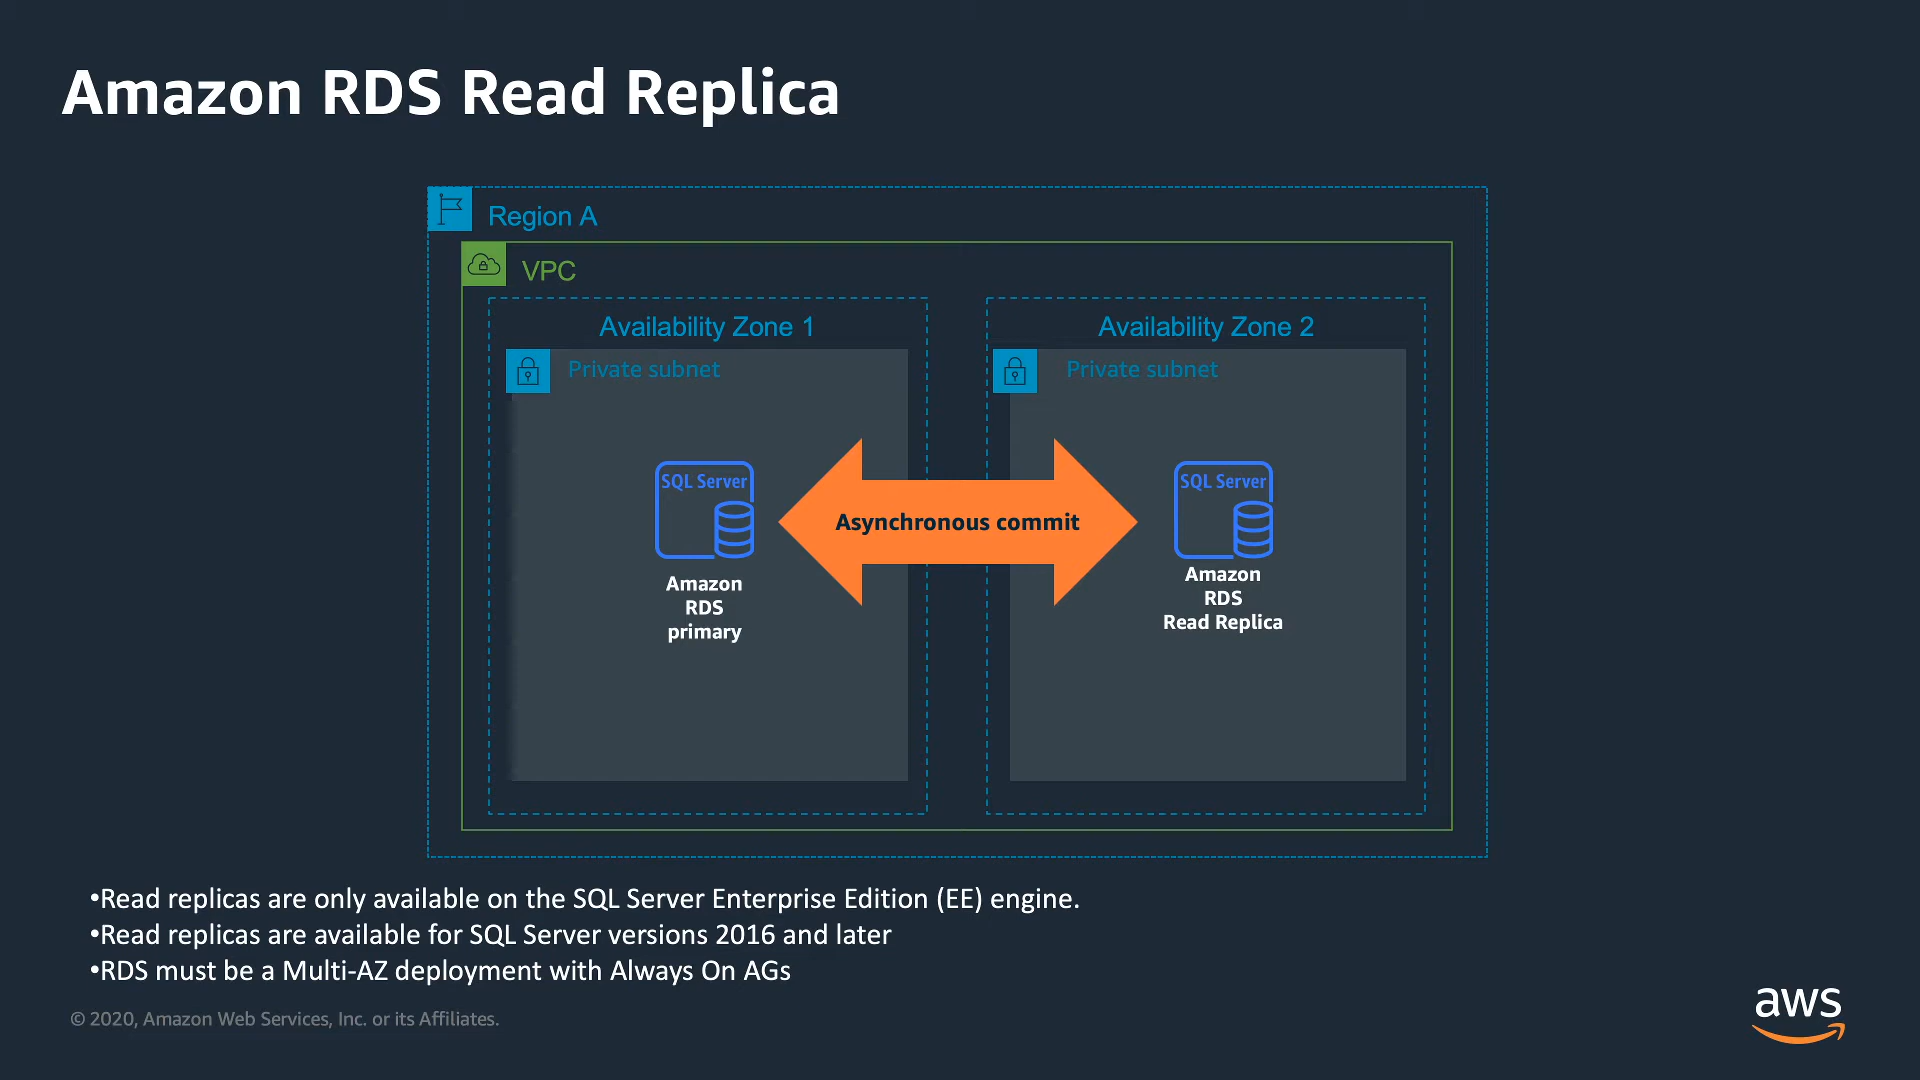 Amazon RDS Read Replica
Region A
VPC
Availability Zone 1
Private subnet
SQL Server
Amazon
RDS
primary
Asynchronous commit
Availability Zone 2
Private subnet
SQL Server
Amazon
RDS
Read Replica
•Read replicas are only available on the SQL Server Enterprise Edition (EE) engine.
•Read replicas are available for SQL Server versions 2016 and later
•RDS must be a Multi-AZ deployment with Always On AGs
© 2020, Amazon Web Services, Inc. or its Affiliates.
aws